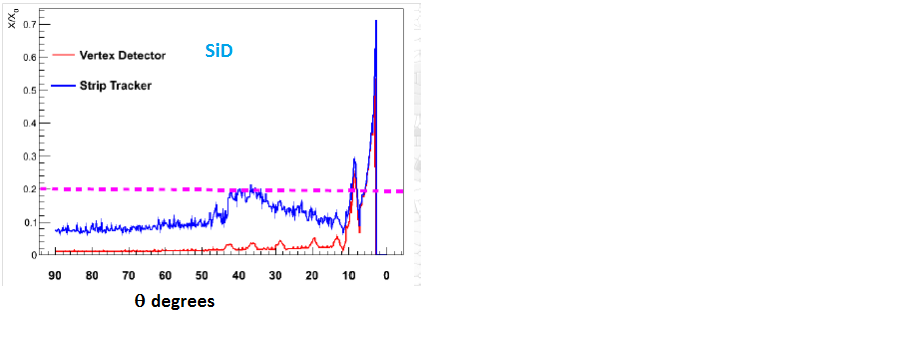 X/X₀
0.7
0.6
0.5
0.4
0.3
0.2
0.1
0
SiD
Vertex Detector
Strip Tracker
90 80 70 60 50 40 30 20 10 0
θ degrees